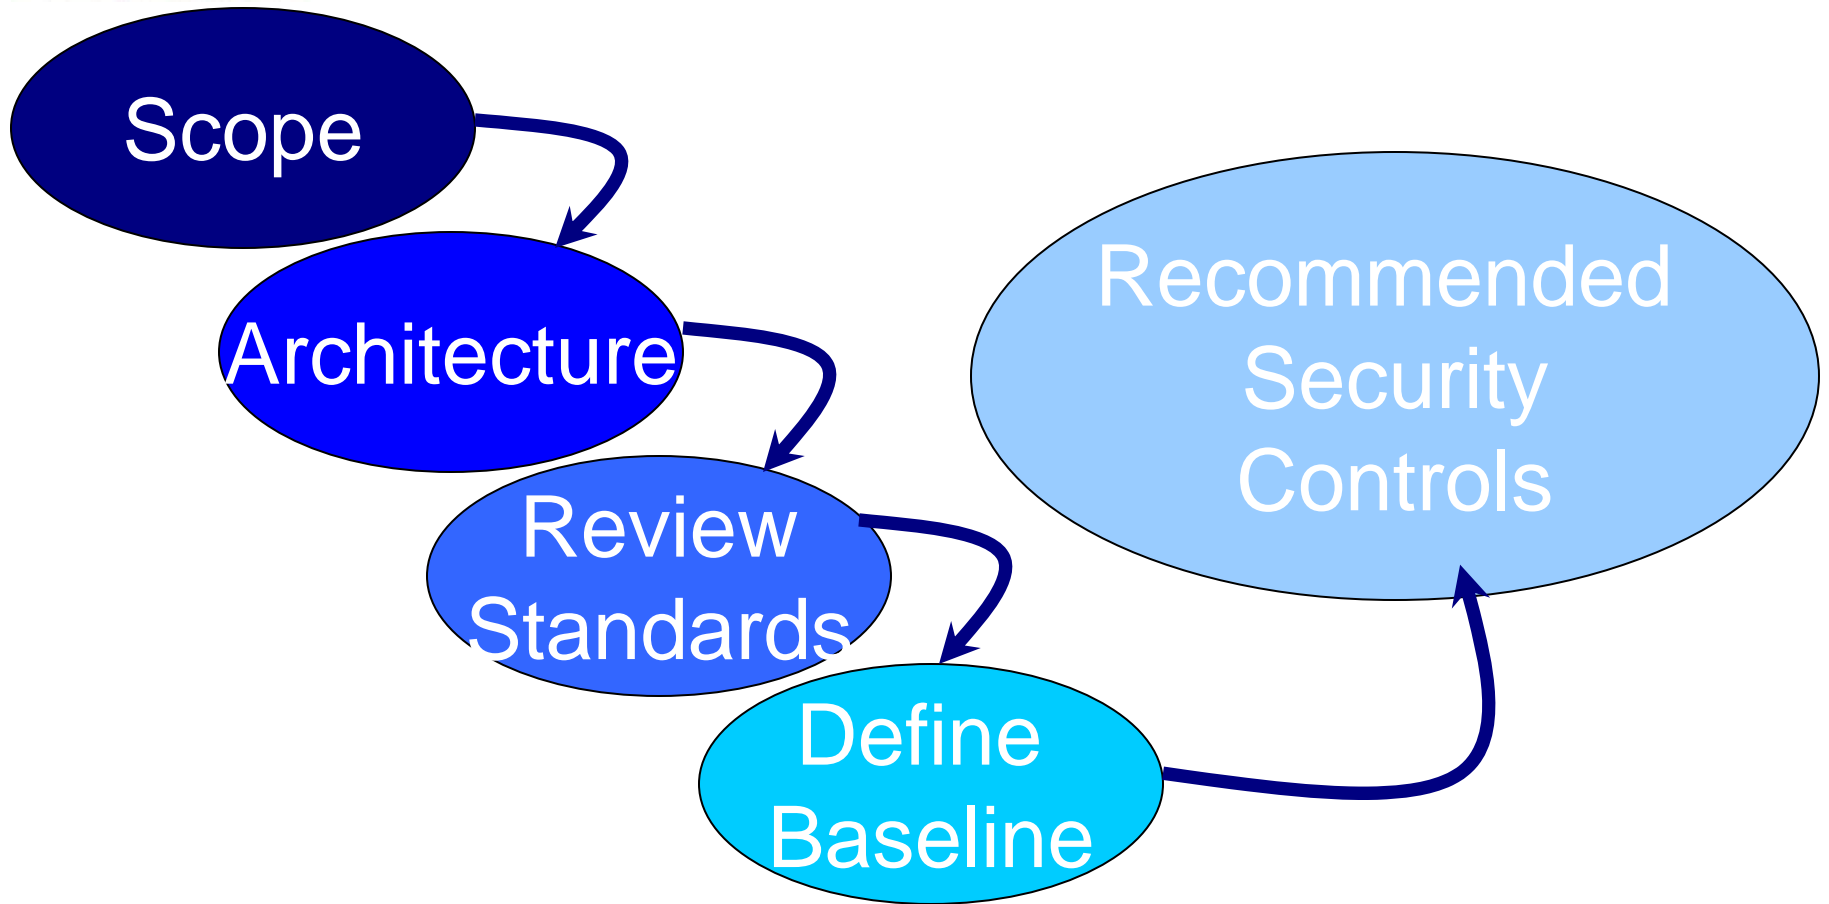 Scope
Architecture
Review
Standards
Define
Baseline
Recommended
Security
Controls